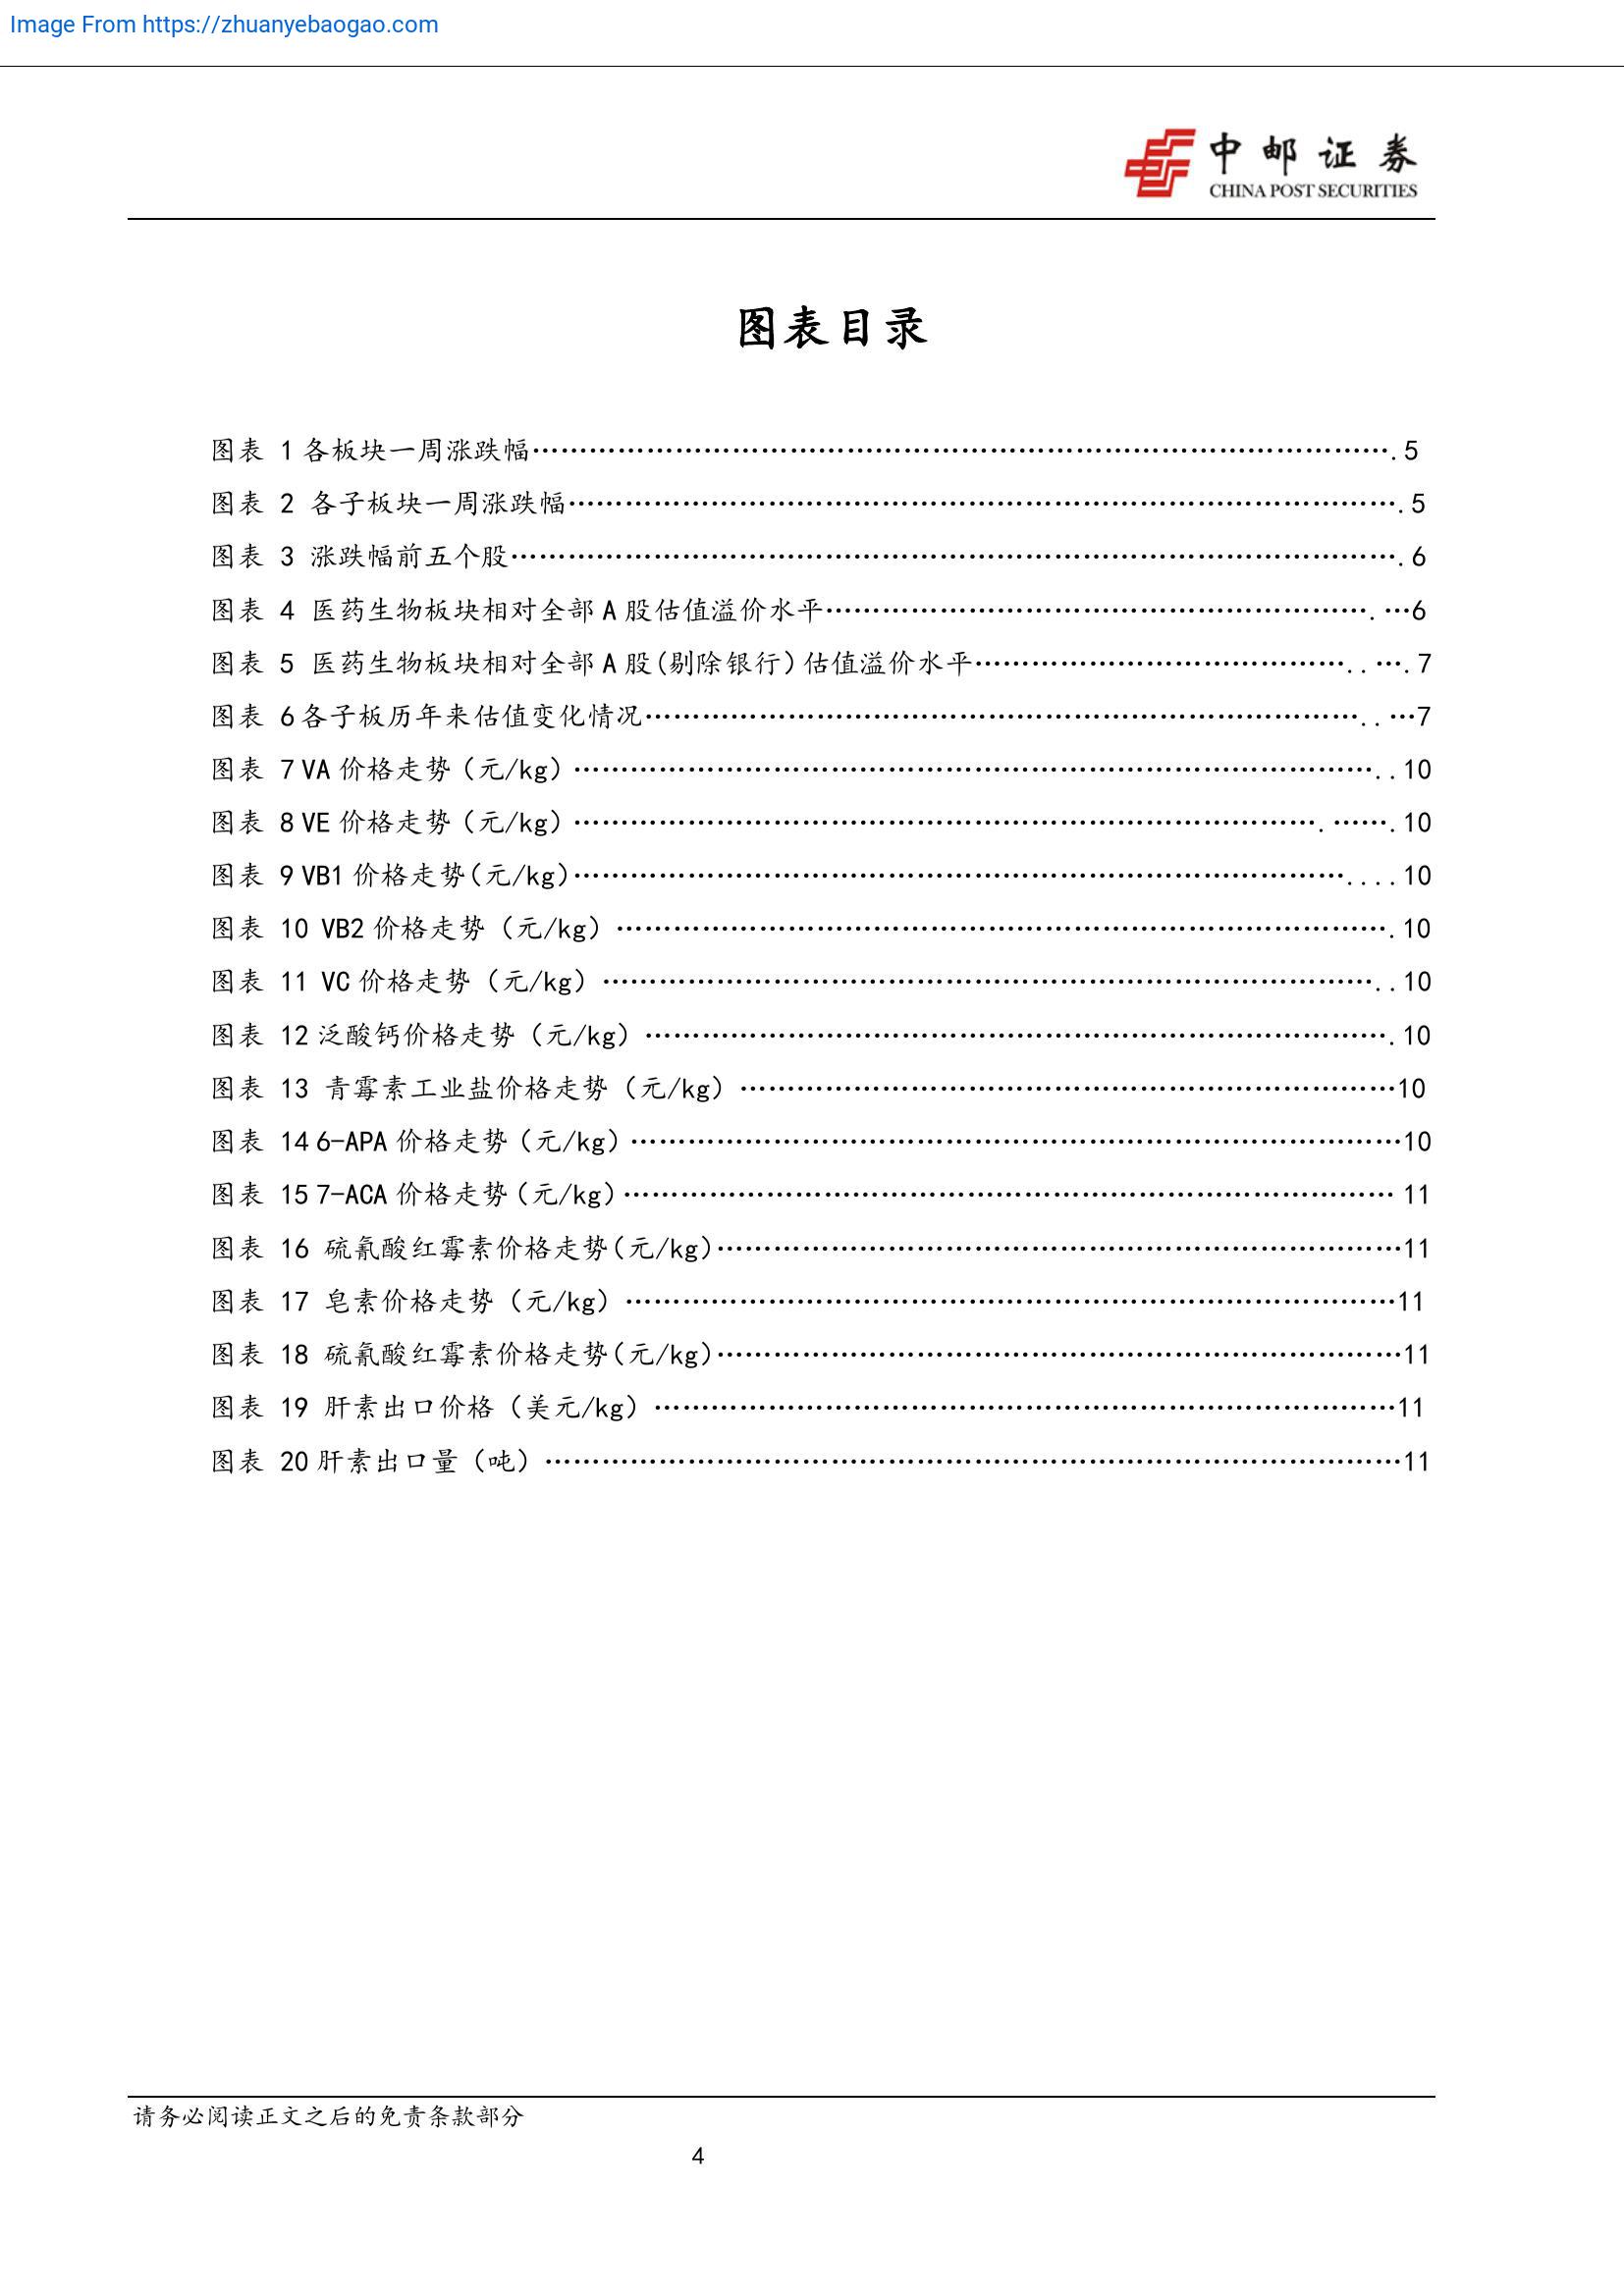 Image From https://zhuanyebaogao.com
中邮证券
CHINA POST SECURITIES
图表目录
图表 1 各板块一周涨跌幅…………………………………………………………………………………….5
图表 2 各子板块一周涨跌幅………………………………………………………………………………….5
图表 3 涨跌幅前五个股……………………………………………………………………………………….6
图表 4 医药生物板块相对全部 A 股估值溢价水平…………………………………………………….…6
图表 5 医药生物板块相对全部 A 股(剔除银行)估值溢价水平……………………………………..….7
图表 6 各子板历年来估值变化情况……………………………………………………………………..…7
图表 7 VA 价格走势(元/kg)………………………………………………………………………………..10
图表 8 VE 价格走势(元/kg)………………………………………………………………………….…….10
图表 9 VB1 价格走势(元/kg)……………………………………………………………………………....10
图表 10 VB2 价格走势（元/kg）…………………………………………………………………………….10
图表 11 VC 价格走势（元/kg）……………………………………………………………………………..10
图表 12 泛酸钙价格走势（元/kg）………………………………………………………………………….10
图表 13 青霉素工业盐价格走势（元/kg）…………………………………………………………………10
图表 14 6-APA 价格走势(元/kg)……………………………………………………………………………10
图表 15 7-ACA 价格走势(元/kg)…………………………………………………………………………… 11
图表 16 硫氰酸红霉素价格走势(元/kg)……………………………………………………………………11
图表 17 皂素价格走势（元/kg）……………………………………………………………………………11
图表 18 硫氰酸红霉素价格走势(元/kg)……………………………………………………………………11
图表 19 肝素出口价格（美元/kg）…………………………………………………………………………11
图表 20 肝素出口量（吨）……………………………………………………………………………………11
请务必阅读正文之后的免责条款部分
4